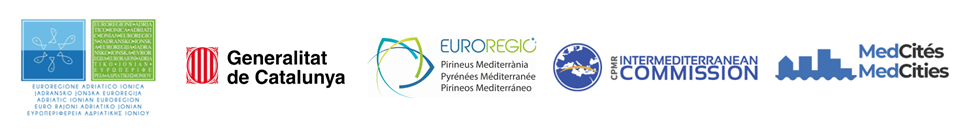 EUROREGIONE ADRIATICO IONICA
JADRANSKO JONSKA EUROREGIJA
ADRIATIC IONIAN EUROREGION
EURO RAJONI ADRIATIKO JONIAN
ΕΥΡΩΠΕΡΙΦΕΡΕΙΑ ΑΔΡΙΑΤΙΚΗΣ ΙΟΝΙΟΥ
Generalitat
de Catalunya
EUROREGIO
Pirineus Mediterrània
Pyrénées Méditerranée
Pirineos Mediterráneo
CPMR
INTERMEDITERRANEAN
COMMISSION
MedCités
MedCities